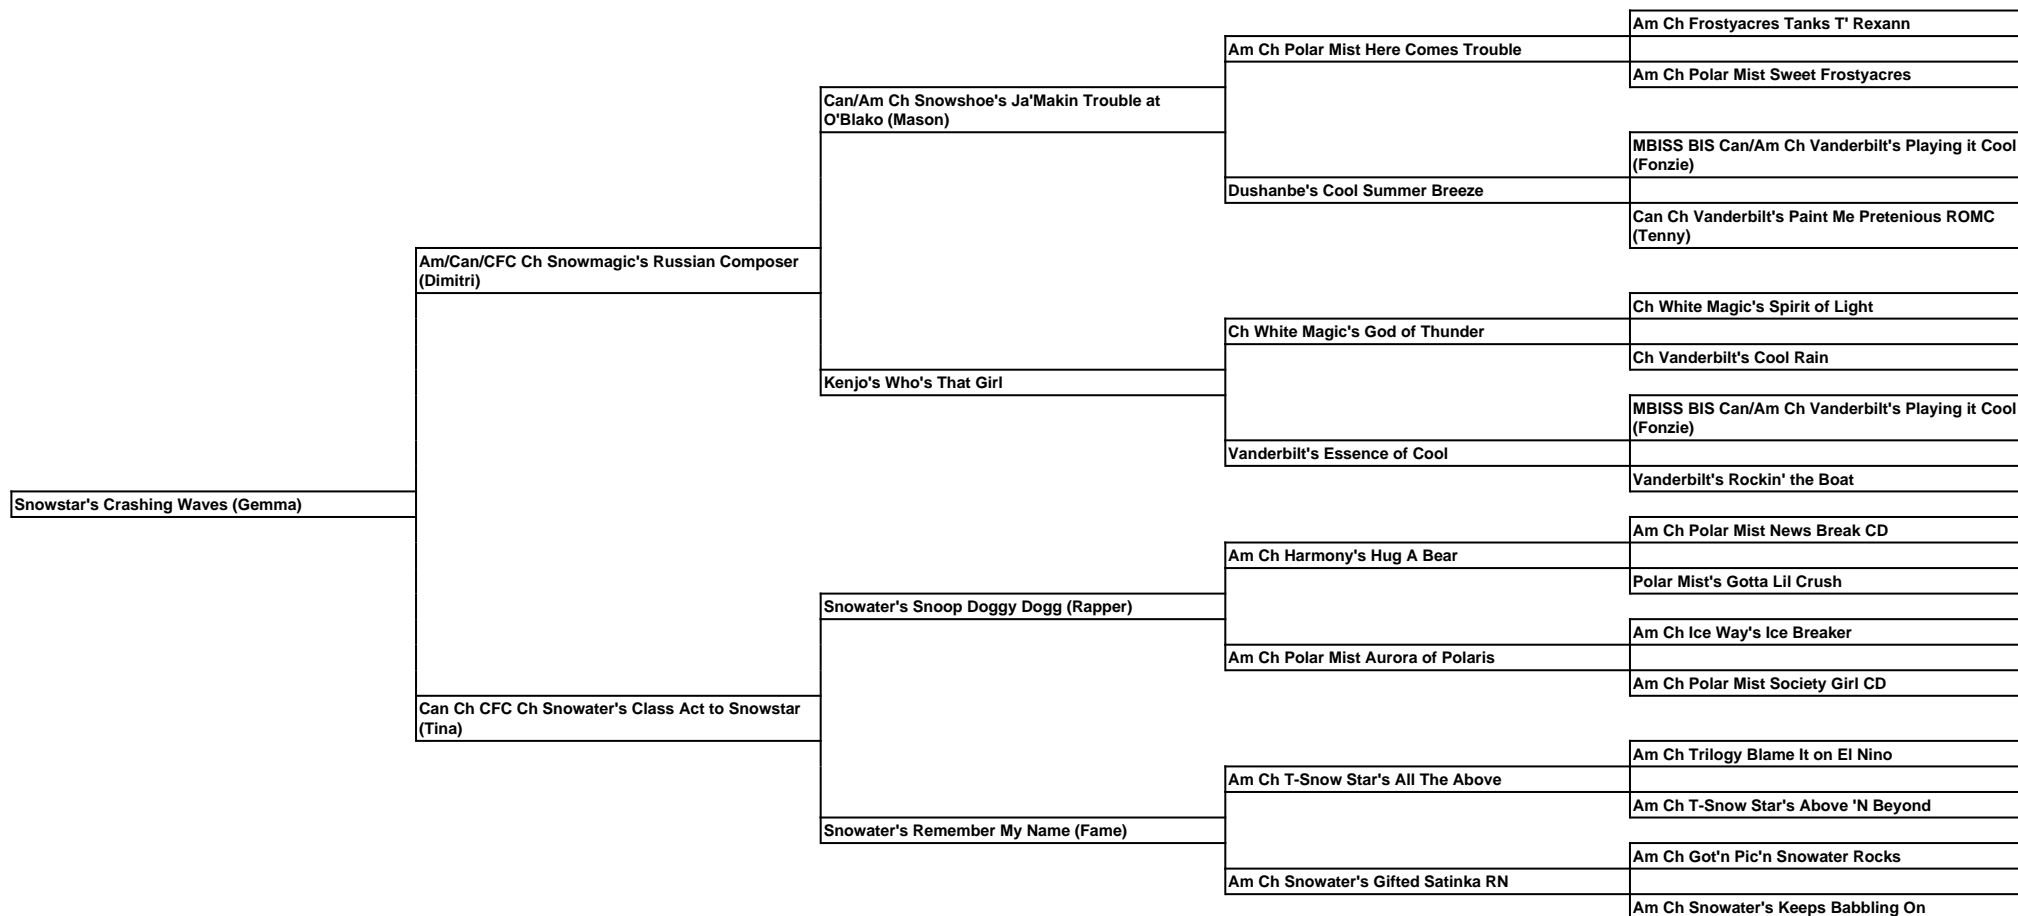 Am Ch Frostyacres Tanks T' Rexann
Am Ch Polar Mist Here Comes Trouble
Am Ch Polar Mist Sweet Frostyacres
Can/Am Ch Snowshoe's Ja'Makin Trouble at
O'Blako (Mason)
MBISS BIS Can/Am Ch Vanderbilt's Playing it Cool
(Fonzie)
Dushanbe's Cool Summer Breeze
Can Ch Vanderbilt's Paint Me Pretenious ROMC
(Tenny)
Am/Can/CFC Ch Snowmagic's Russian Composer
(Dimitri)
Ch White Magic's Spirit of Light
Ch White Magic's God of Thunder
Ch Vanderbilt's Cool Rain
Kenjo's Who's That Girl
MBISS BIS Can/Am Ch Vanderbilt's Playing it Cool
(Fonzie)
Vanderbilt's Essence of Cool
Vanderbilt's Rockin' the Boat
Snowstar's Crashing Waves (Gemma)
Am Ch Polar Mist News Break CD
Am Ch Harmony's Hug A Bear
Polar Mist's Gotta Lil Crush
Snowater's Snoop Doggy Dogg (Rapper)
Am Ch Ice Way's Ice Breaker
Am Ch Polar Mist Aurora of Polaris
Am Ch Polar Mist Society Girl CD
Can Ch CFC Ch Snowater's Class Act to Snowstar
(Tina)
Am Ch Trilogy Blame It on El Nino
Am Ch T-Snow Star's All The Above
Am Ch T-Snow Star's Above 'N Beyond
Snowater's Remember My Name (Fame)
Am Ch Got'n Pic'n Snowater Rocks
Am Ch Snowater's Gifted Satinka RN
Am Ch Snowater's Keeps Babbling On